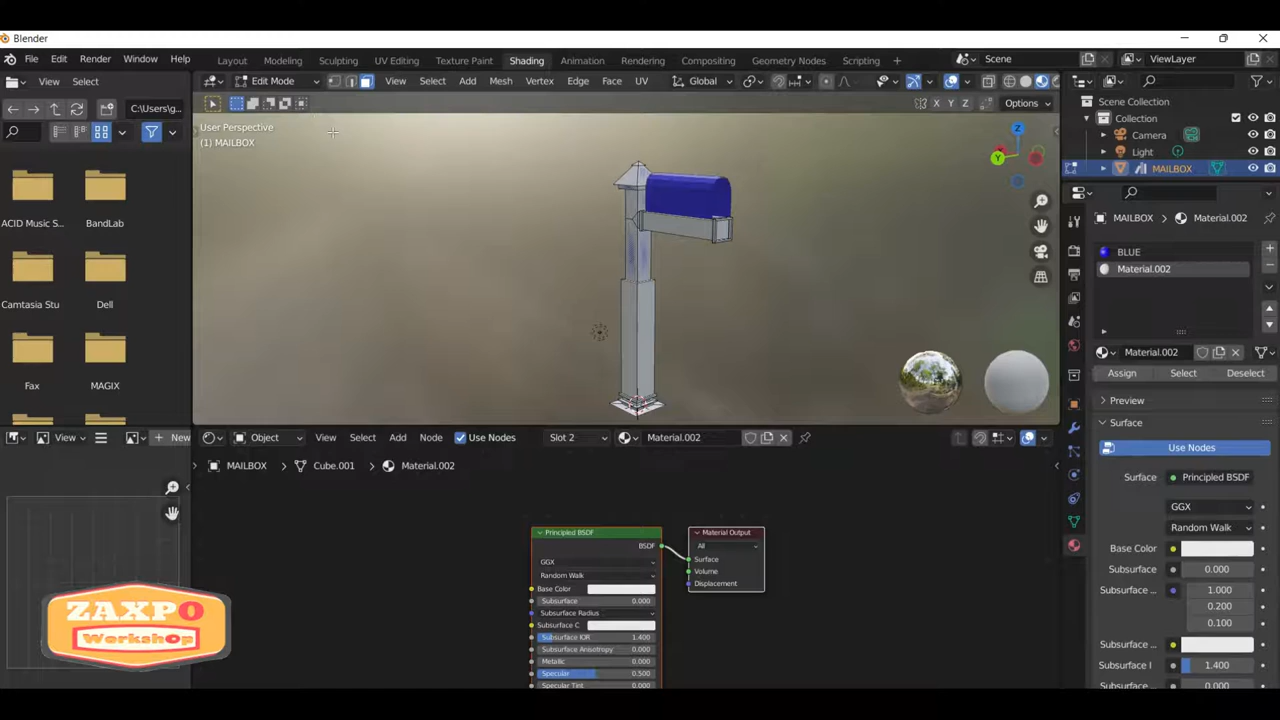 Blender
File Edit Render Window Help Layout Modeling Sculpting UV Editing Texture Paint Shading Animation Rendering Compositing Geometry Nodes Scripting Scene ViewLayer
View Select Edit Mode View Select Add Mesh Vertex Edge Face UV Global
C:\Users\g... X Y Z Options Scene Collection
User Perspective
(1) MAILBOX
Z
Y
Collection
Camera
Light
MAILBOX
ACID Music S... BandLab
Camtasia Stu Dell
Fax MAGIX
MAILBOX Material.002
BLUE
Material.002
Material.002
Assign Select Deselect
Preview
Surface
Use Nodes
Surface Principled BSDF
GGX
Random Walk
Base Color
Subsurface 0.000
Subsurface ... 1.000
0.200
0.100
Subsurface ...
Subsurface I 1.400
0.000
View New Object View Select Add Node Use Nodes Slot 2 Material.002
MAILBOX Cube.001 Material.002
Principled BSDF
BSDF
GGX
Random Walk
Base Color
Subsurface 0.000
Subsurface Radius
Subsurface C
Subsurface IOR 1.400
Subsurface Anisotropy 0.000
Metallic 0.000
Specular 0.500
Specular Tint 0.000
Material Output
All
Surface
Volume
Displacement
ZAXPO
Workshop